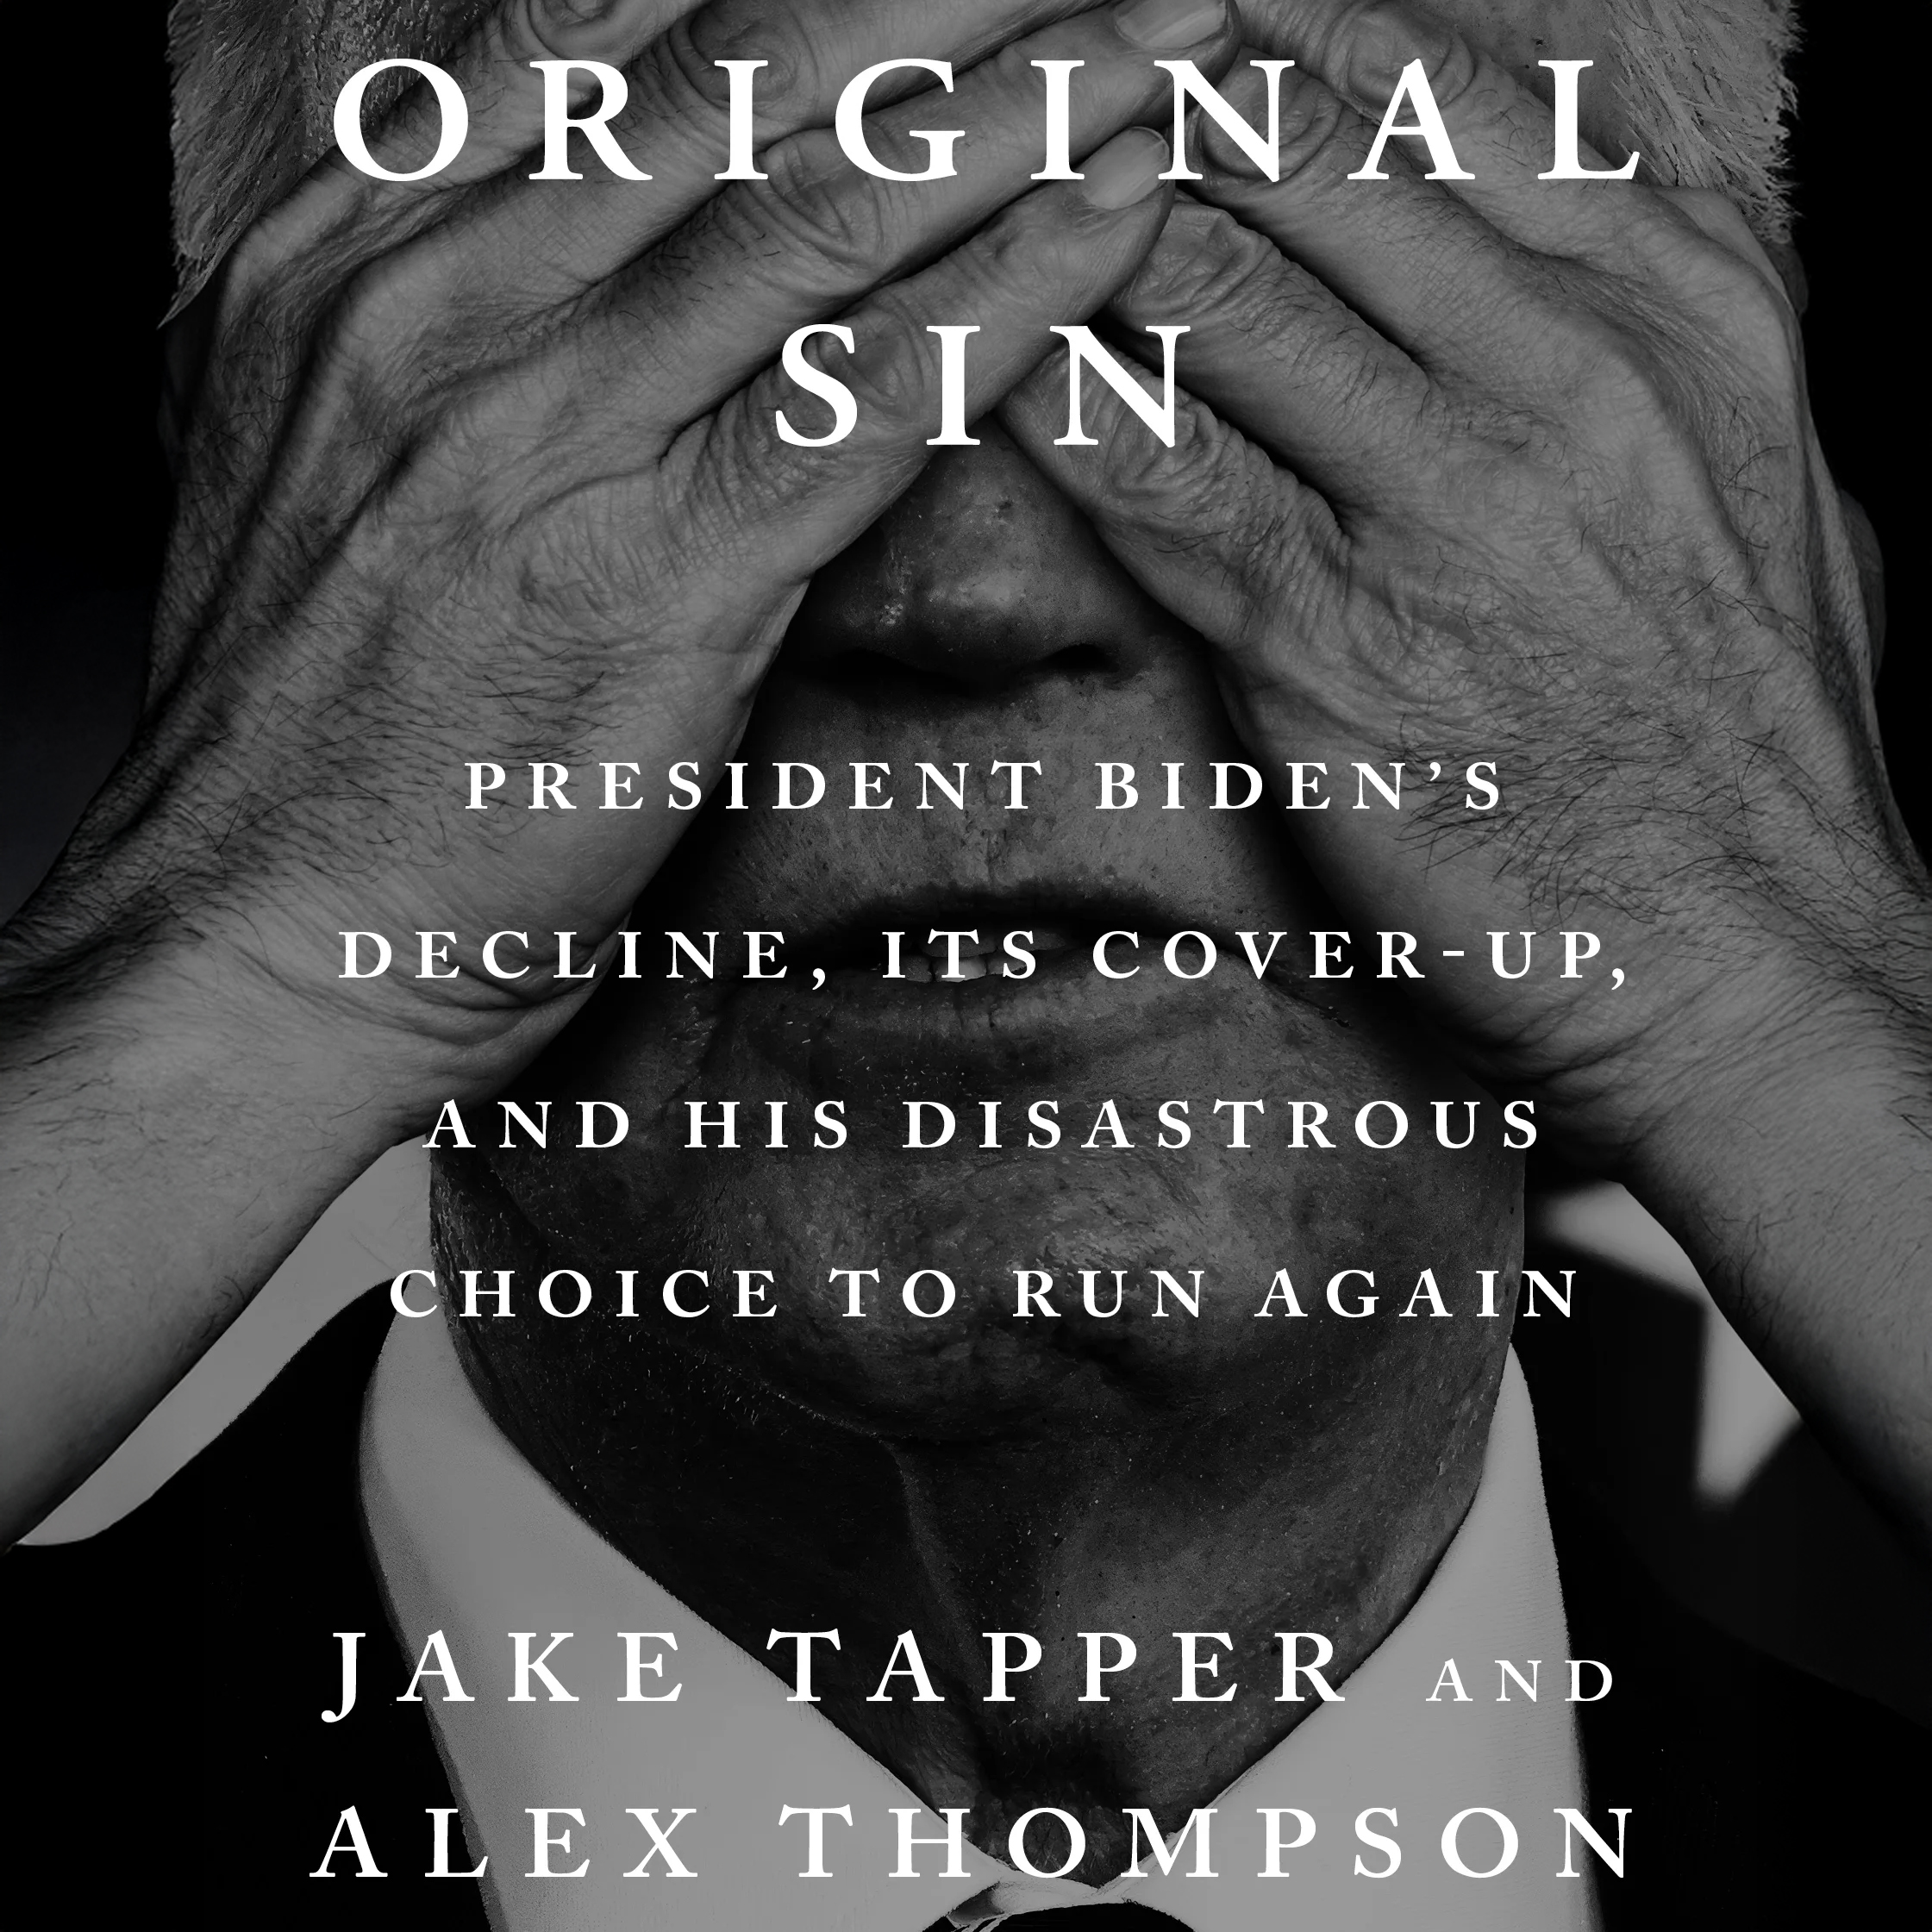 ORIGINAL
SIN
PRESIDENT BIDEN’S
DECLINE, ITS COVER-UP,
AND HIS DISASTROUS
CHOICE TO RUN AGAIN
JAKE TAPPER AND
ALEX THOMPSON